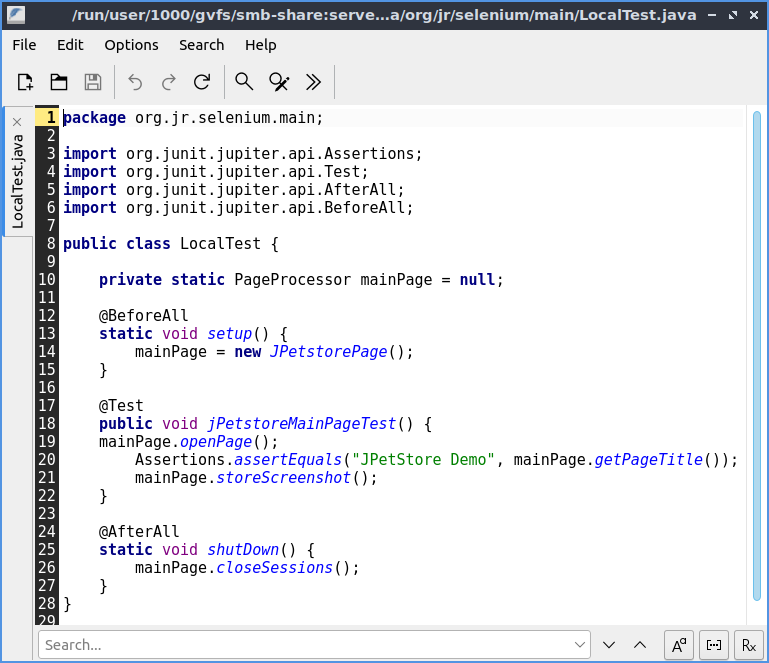 /run/user/1000/gvfs/smb-share:serve...a/org/jr/selenium/main/LocalTest.java
File Edit Options Search Help
LocalTest.java
1 package org.jr.selenium.main;
2
3 import org.junit.jupiter.api.Assertions;
4 import org.junit.jupiter.api.Test;
5 import org.junit.jupiter.api.AfterAll;
6 import org.junit.jupiter.api.BeforeAll;
7
8 public class LocalTest {
9
10     private static PageProcessor mainPage = null;
11
12     @BeforeAll
13     static void setup() {
14         mainPage = new JPetstorePage();
15     }
16
17     @Test
18     public void jPetstoreMainPageTest() {
19     mainPage.openPage();
20         Assertions.assertEquals("JPetStore Demo", mainPage.getPageTitle());
21         mainPage.storeScreenshot();
22     }
23
24     @AfterAll
25     static void shutDown() {
26         mainPage.closeSessions();
27     }
28 }
29
Search...
Aª
Rx